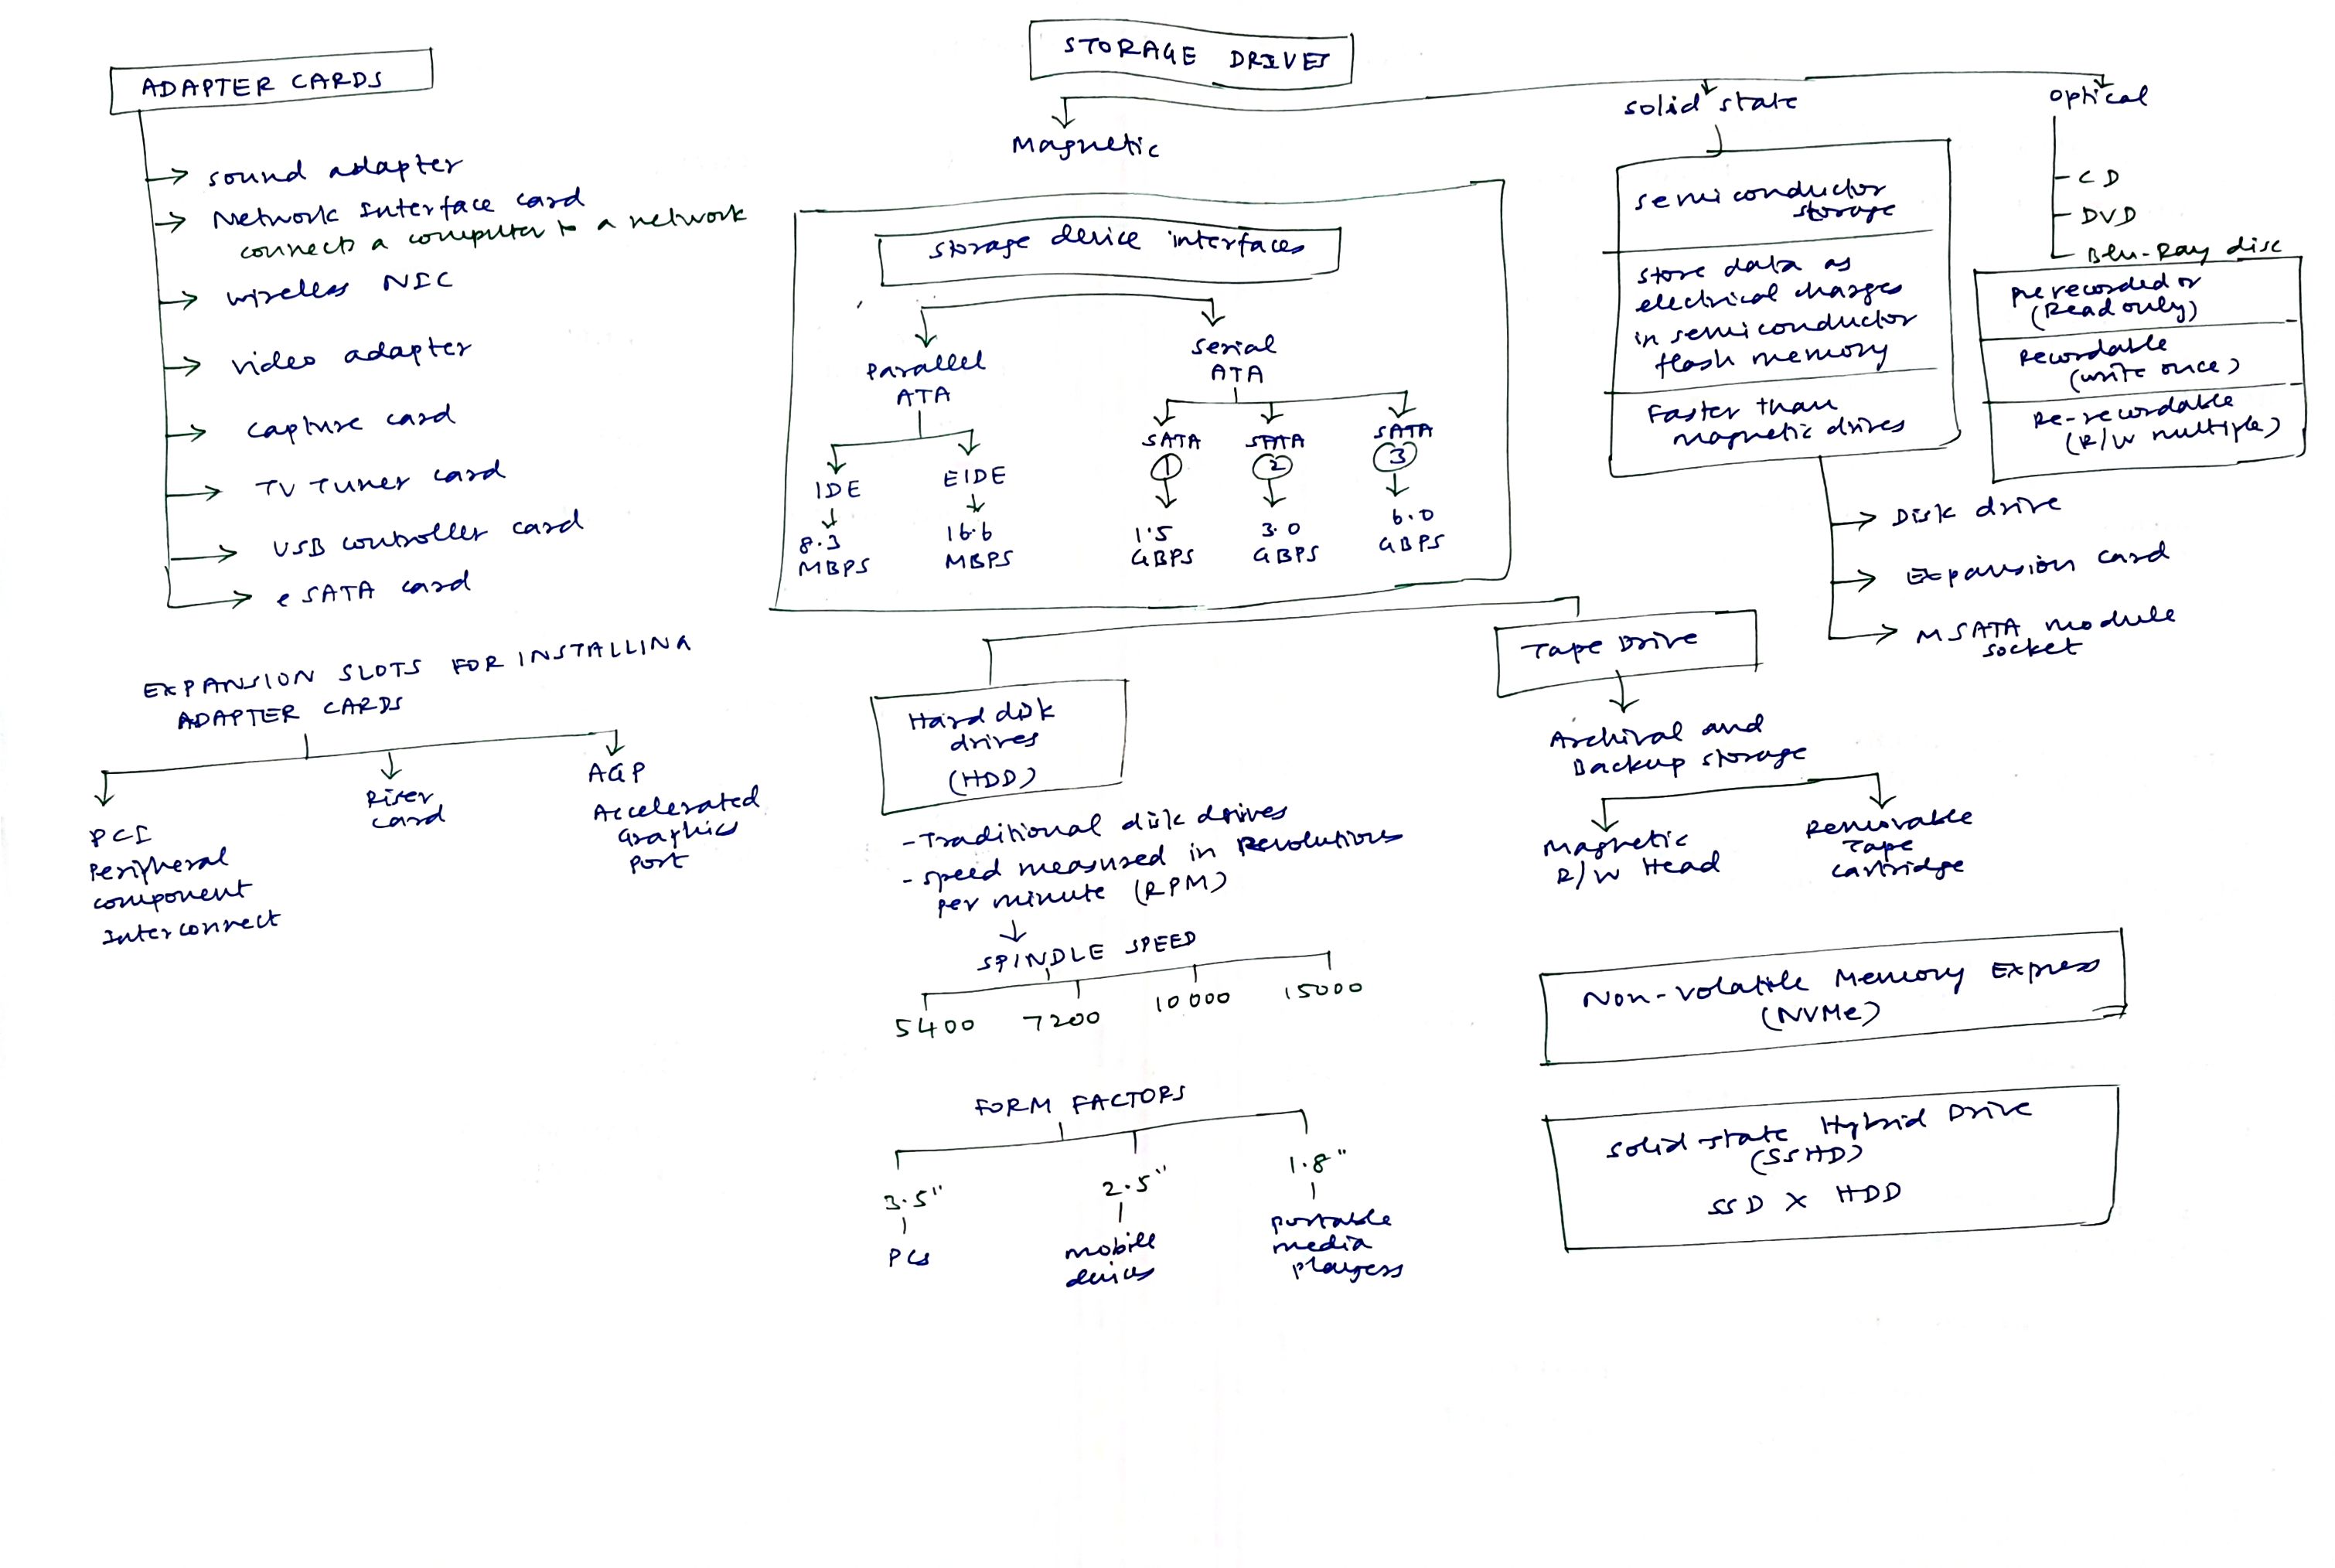 ADAPTER CARDS
sound adapter
Network Interface card
connects a computer to a network
wireless NIC
video adapter
capture card
TV Tuner card
USB controller card
eSATA card
EXPANSION SLOTS FOR INSTALLING
ADAPTER CARDS
PCI
Peripheral
component
Interconnect
Riser
card
AGP
Accelerated
Graphics
Port
STORAGE DRIVES
Magnetic
solid state
optical
storage device interfaces
Parallel
ATA
IDE
8.3
MBPS
EIDE
16.6
MBPS
Serial
ATA
SATA
1
1.5
GBPS
SATA
2
3.0
GBPS
SATA
3
6.0
GBPS
semiconductor
storage
store data as
electrical charges
in semiconductor
flash memory
Faster than
magnetic drives
Disk drive
Expansion card
MSATA module
socket
CD
DVD
Blu-Ray disc
prerecorded or
(Read only)
Recordable
(write once)
Re-recordable
(R/W multiple)
Hard disk
drives
(HDD)
- Traditional disk drives
- speed measured in Revolutions
per minute (RPM)
SPINDLE SPEED
5400
7200
10000
15000
FORM FACTORS
3.5"
PCs
2.5"
mobile
devices
1.8"
portable
media
players
Tape Drive
Archival and
Backup storage
Magnetic
R/W Head
Removable
Tape
cartridge
Non-volatile Memory Express
(NVMe)
solid state Hybrid Drive
(SSHD)
SSD X HDD